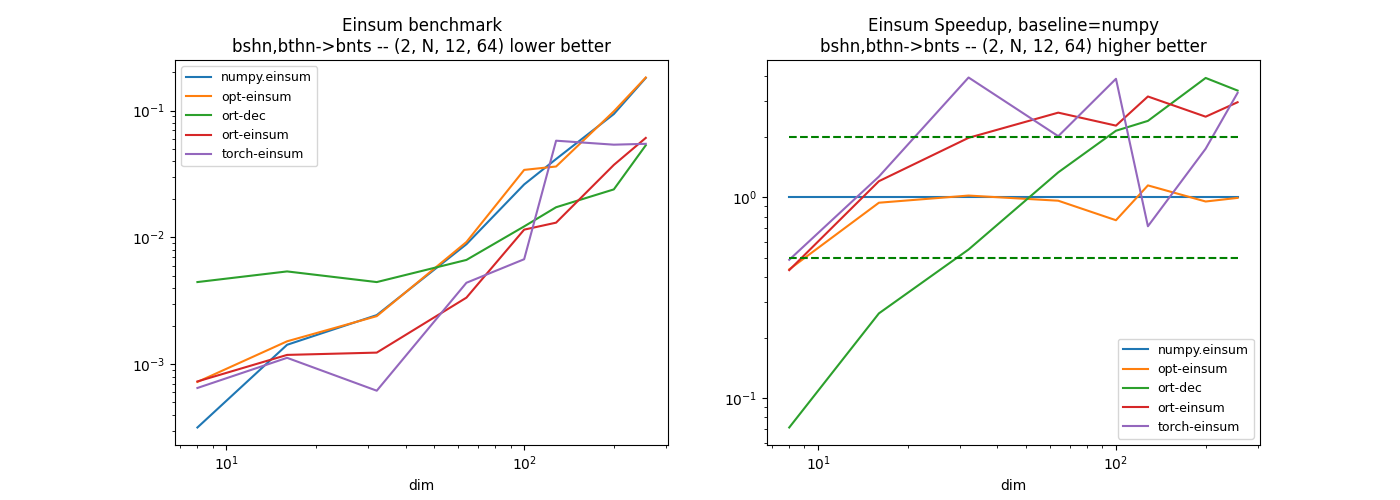 Einsum benchmark
bshn,bthn->bnts -- (2, N, 12, 64) lower better
numpy.einsum
opt-einsum
ort-dec
ort-einsum
torch-einsum
10⁻¹
10⁻²
10⁻³
10¹
10²
dim
Einsum Speedup, baseline=numpy
bshn,bthn->bnts -- (2, N, 12, 64) higher better
10⁰
10⁻¹
numpy.einsum
opt-einsum
ort-dec
ort-einsum
torch-einsum
10¹
10²
dim